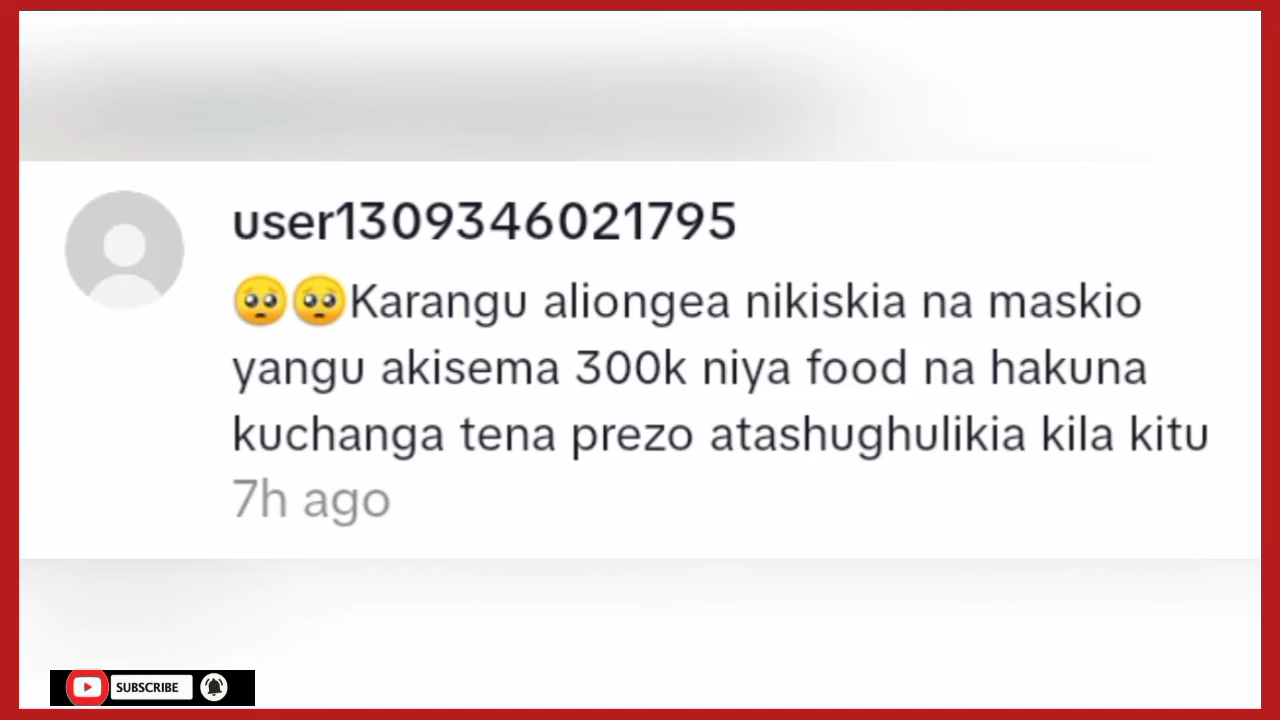 user1309346021795
🥺🥺Karangu aliongea nikiskia na maskio
yangu akisema 300k niya food na hakuna
kuchanga tena prezo atashughulikia kila kitu
7h ago
SUBSCRIBE